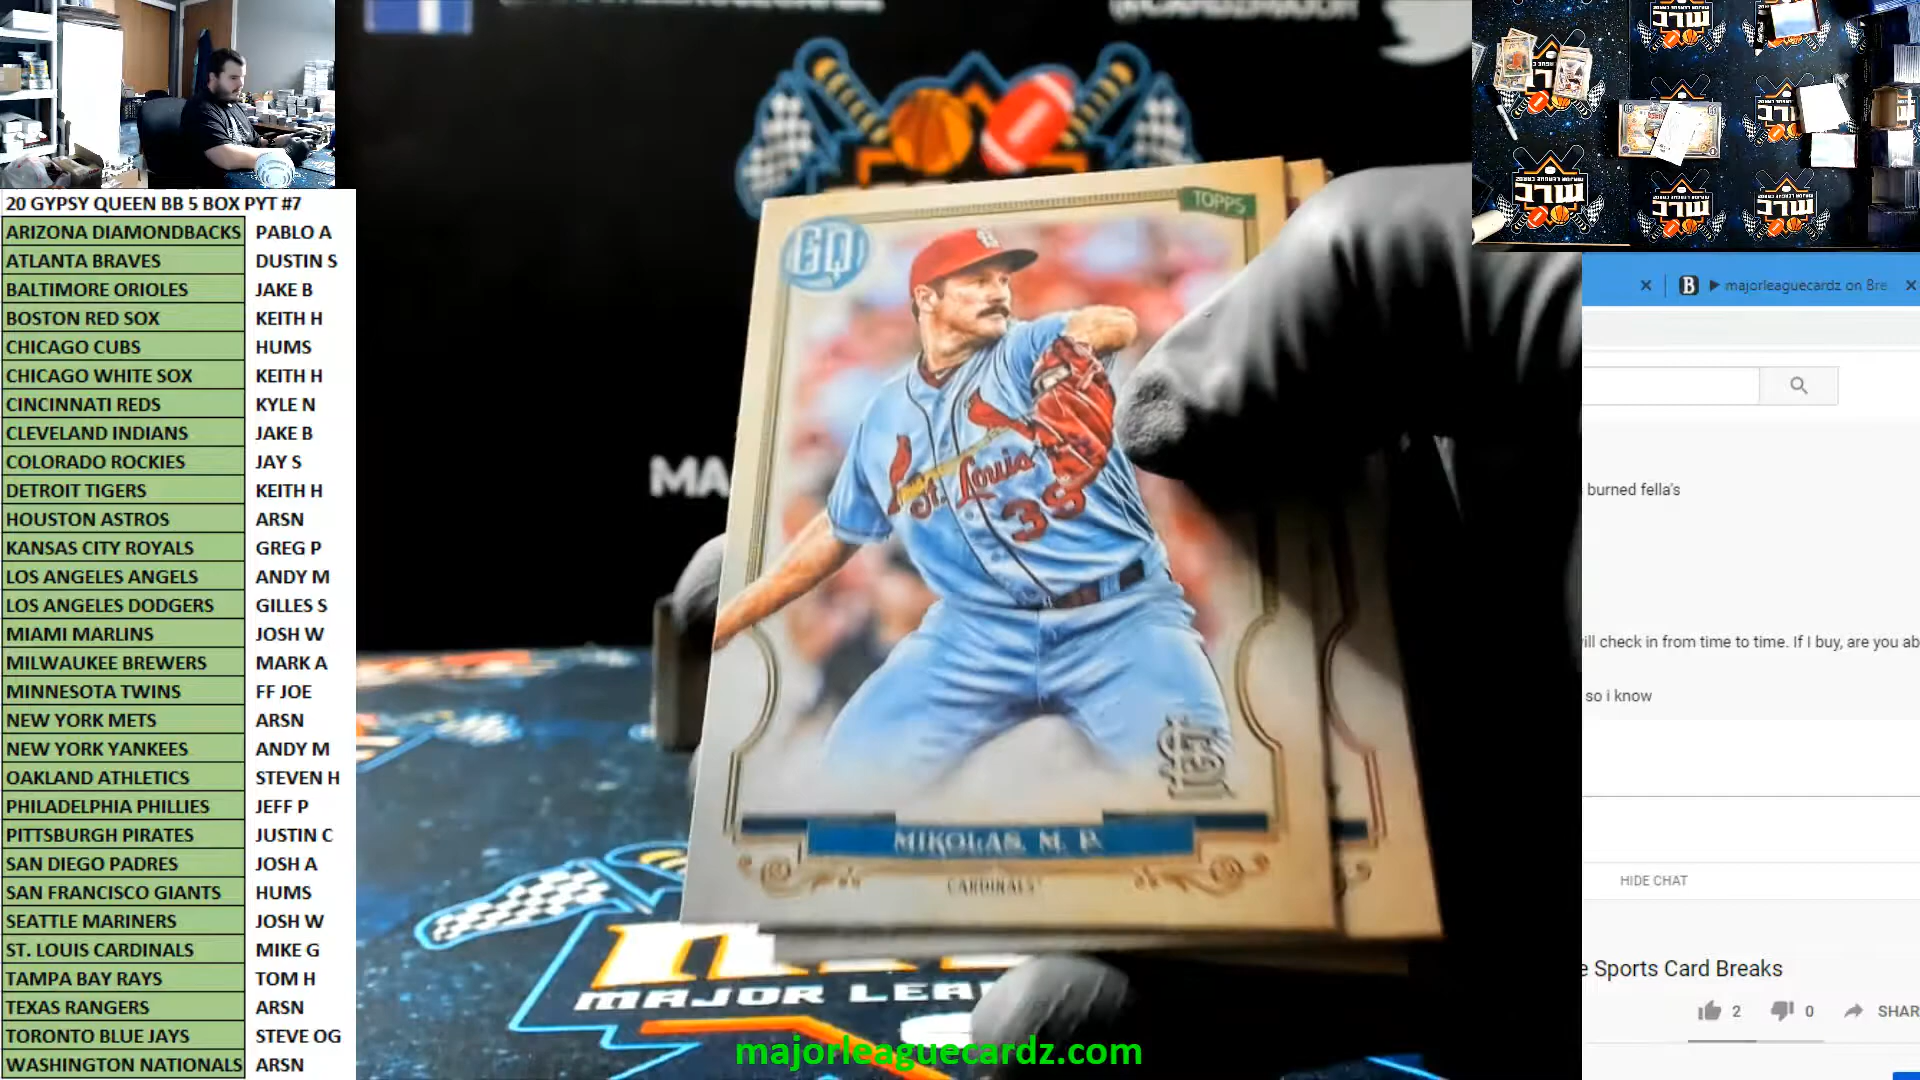 20 GYPSY QUEEN BB 5 BOX PYT #7
ARIZONA DIAMONDBACKS PABLO A
ATLANTA BRAVES DUSTIN S
BALTIMORE ORIOLES JAKE B
BOSTON RED SOX KEITH H
CHICAGO CUBS HUMS
CHICAGO WHITE SOX KEITH H
CINCINNATI REDS KYLE N
CLEVELAND INDIANS JAKE B
COLORADO ROCKIES JAY S
DETROIT TIGERS KEITH H
HOUSTON ASTROS ARSN
KANSAS CITY ROYALS GREG P
LOS ANGELES ANGELS ANDY M
LOS ANGELES DODGERS GILLES S
MIAMI MARLINS JOSH W
MILWAUKEE BREWERS MARK A
MINNESOTA TWINS FF JOE
NEW YORK METS ARSN
NEW YORK YANKEES ANDY M
OAKLAND ATHLETICS STEVEN H
PHILADELPHIA PHILLIES JEFF P
PITTSBURGH PIRATES JUSTIN C
SAN DIEGO PADRES JOSH A
SAN FRANCISCO GIANTS HUMS
SEATTLE MARINERS JOSH W
ST. LOUIS CARDINALS MIKE G
TAMPA BAY RAYS TOM H
TEXAS RANGERS ARSN
TORONTO BLUE JAYS STEVE OG
WASHINGTON NATIONALS ARSN
TOPPS
GQ
St. Louis
39
MIKOLAS, M. P.
CARDINALS
MA
MAJOR LEA
majorleaguecardz.com
B majorleaguecardz on Bre
burned fella's
ill check in from time to time. If I buy, are you ab
so i know
HIDE CHAT
e Sports Card Breaks
2 0 SHAR